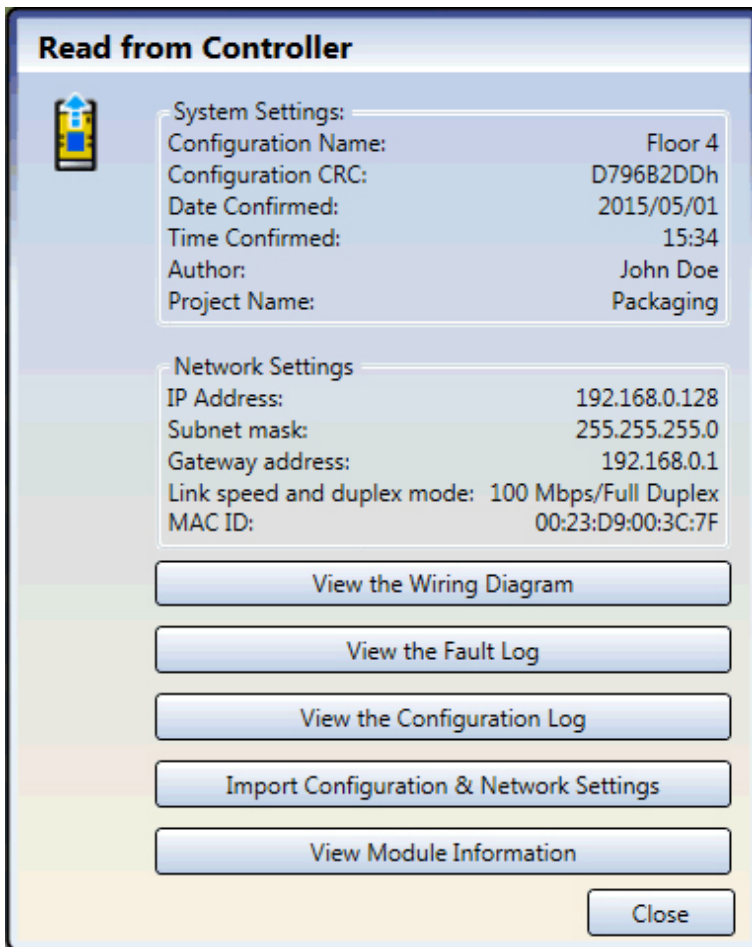 Read from Controller
System Settings:
Configuration Name: Floor 4
Configuration CRC: D796B2DDh
Date Confirmed: 2015/05/01
Time Confirmed: 15:34
Author: John Doe
Project Name: Packaging
Network Settings
IP Address: 192.168.0.128
Subnet mask: 255.255.255.0
Gateway address: 192.168.0.1
Link speed and duplex mode: 100 Mbps/Full Duplex
MAC ID: 00:23:D9:00:3C:7F
View the Wiring Diagram
View the Fault Log
View the Configuration Log
Import Configuration & Network Settings
View Module Information
Close